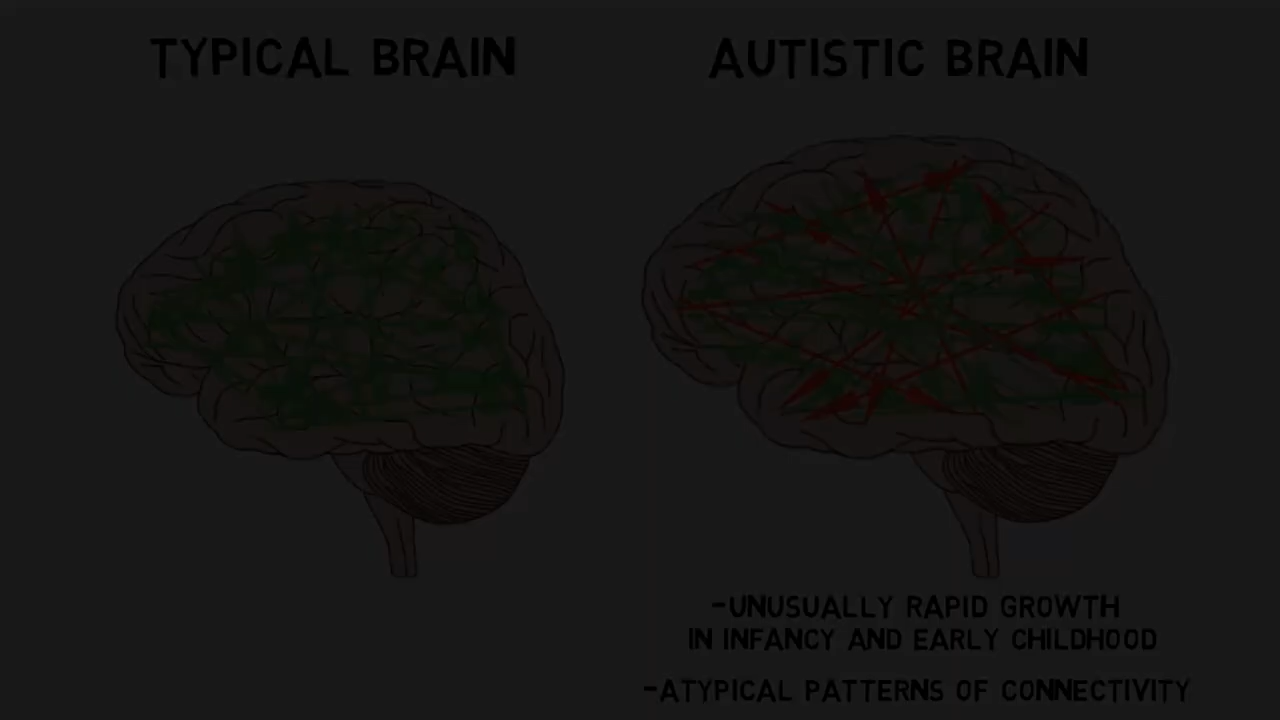 TYPICAL BRAIN
AUTISTIC BRAIN
-UNUSUALLY RAPID GROWTH
IN INFANCY AND EARLY CHILDHOOD
-ATYPICAL PATTERNS OF CONNECTIVITY